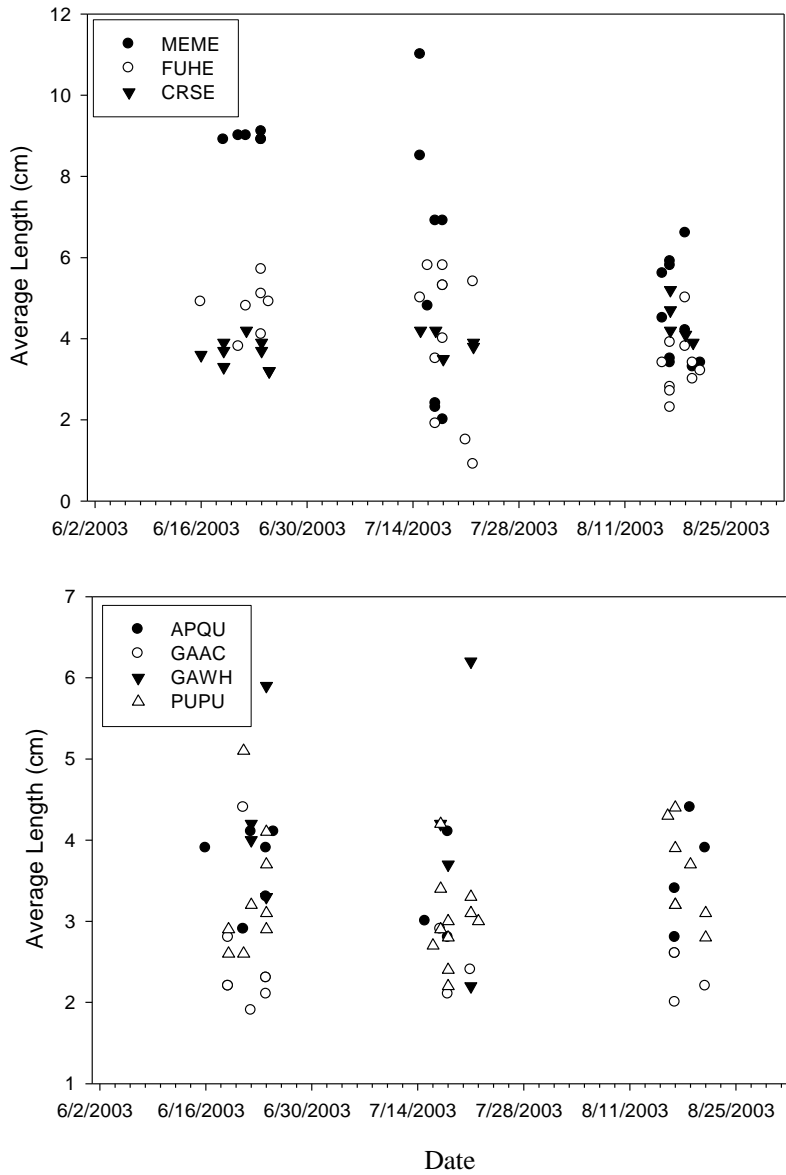 12
10
8
6
4
2
0
Average Length (cm)
MEME
FUHE
CRSE
6/2/2003 6/16/2003 6/30/2003 7/14/2003 7/28/2003 8/11/2003 8/25/2003
7
6
5
4
3
2
1
Average Length (cm)
APQU
GAAC
GAWH
PUPU
6/2/2003 6/16/2003 6/30/2003 7/14/2003 7/28/2003 8/11/2003 8/25/2003
Date